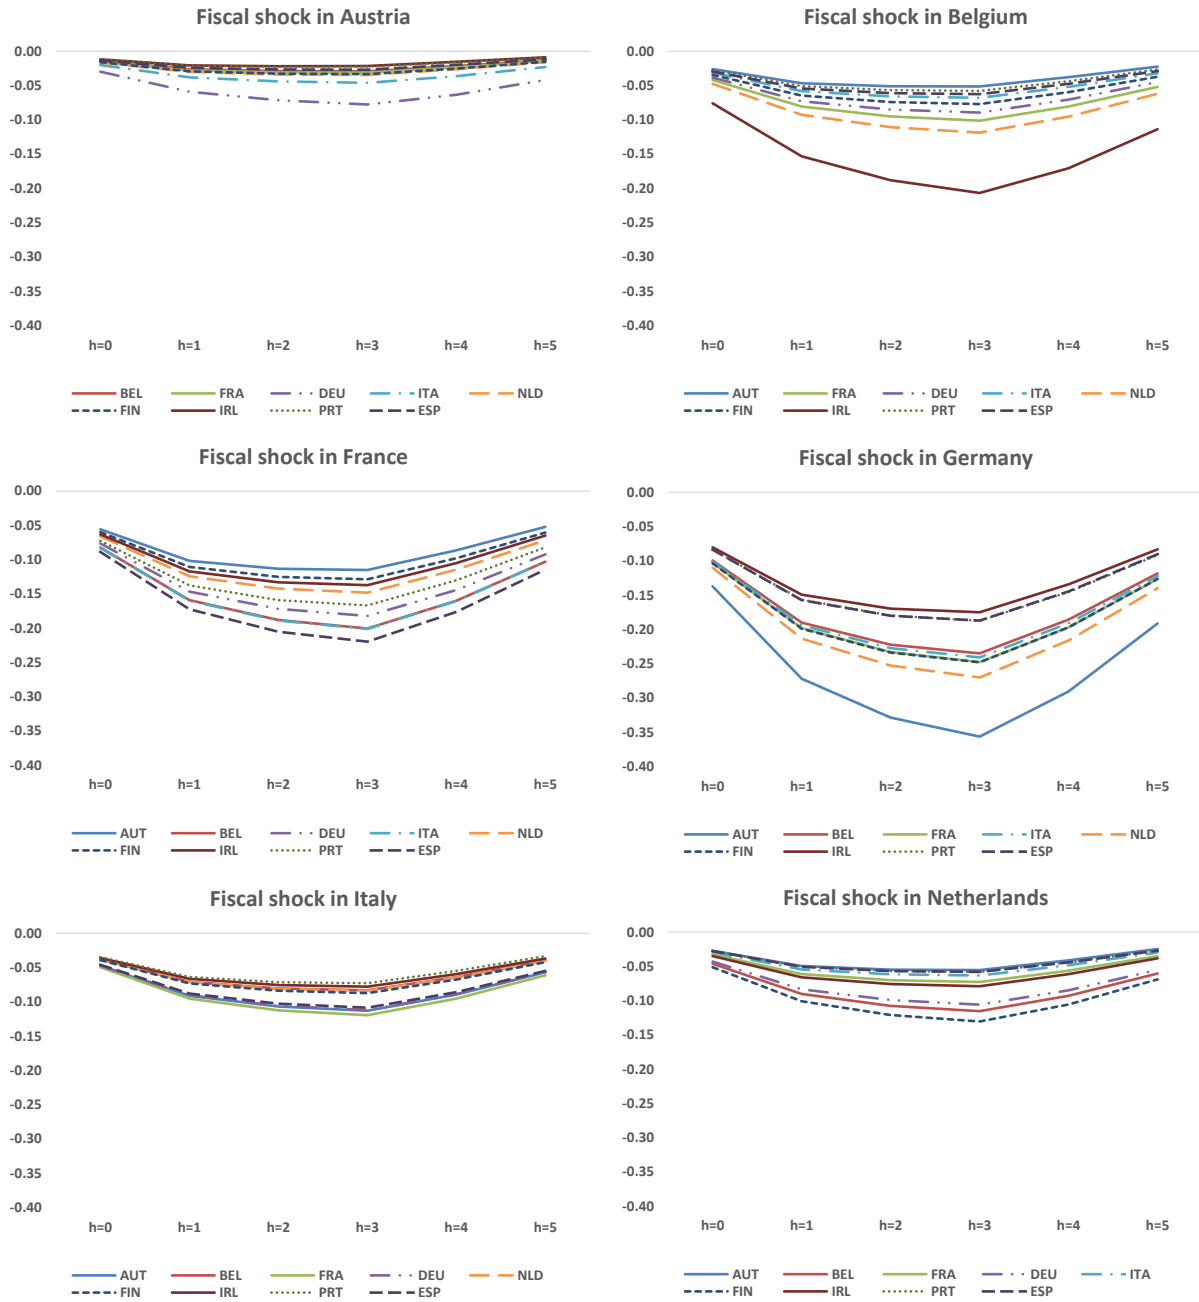 Fiscal shock in Austria
0.00
-0.05
-0.10
-0.15
-0.20
-0.25
-0.30
-0.35
-0.40
h=0 h=1 h=2 h=3 h=4 h=5
BEL FRA DEU ITA NLD
FIN IRL PRT ESP
Fiscal shock in Belgium
0.00
-0.05
-0.10
-0.15
-0.20
-0.25
-0.30
-0.35
-0.40
h=0 h=1 h=2 h=3 h=4 h=5
AUT FRA DEU ITA NLD
FIN IRL PRT ESP
Fiscal shock in France
0.00
-0.05
-0.10
-0.15
-0.20
-0.25
-0.30
-0.35
-0.40
h=0 h=1 h=2 h=3 h=4 h=5
AUT BEL DEU ITA NLD
FIN IRL PRT ESP
Fiscal shock in Germany
0.00
-0.05
-0.10
-0.15
-0.20
-0.25
-0.30
-0.35
-0.40
h=0 h=1 h=2 h=3 h=4 h=5
AUT BEL FRA ITA NLD
FIN IRL PRT ESP
Fiscal shock in Italy
0.00
-0.05
-0.10
-0.15
-0.20
-0.25
-0.30
-0.35
-0.40
h=0 h=1 h=2 h=3 h=4 h=5
AUT BEL FRA DEU NLD
FIN IRL PRT ESP
Fiscal shock in Netherlands
0.00
-0.05
-0.10
-0.15
-0.20
-0.25
-0.30
-0.35
-0.40
h=0 h=1 h=2 h=3 h=4 h=5
AUT BEL FRA DEU ITA
FIN IRL PRT ESP